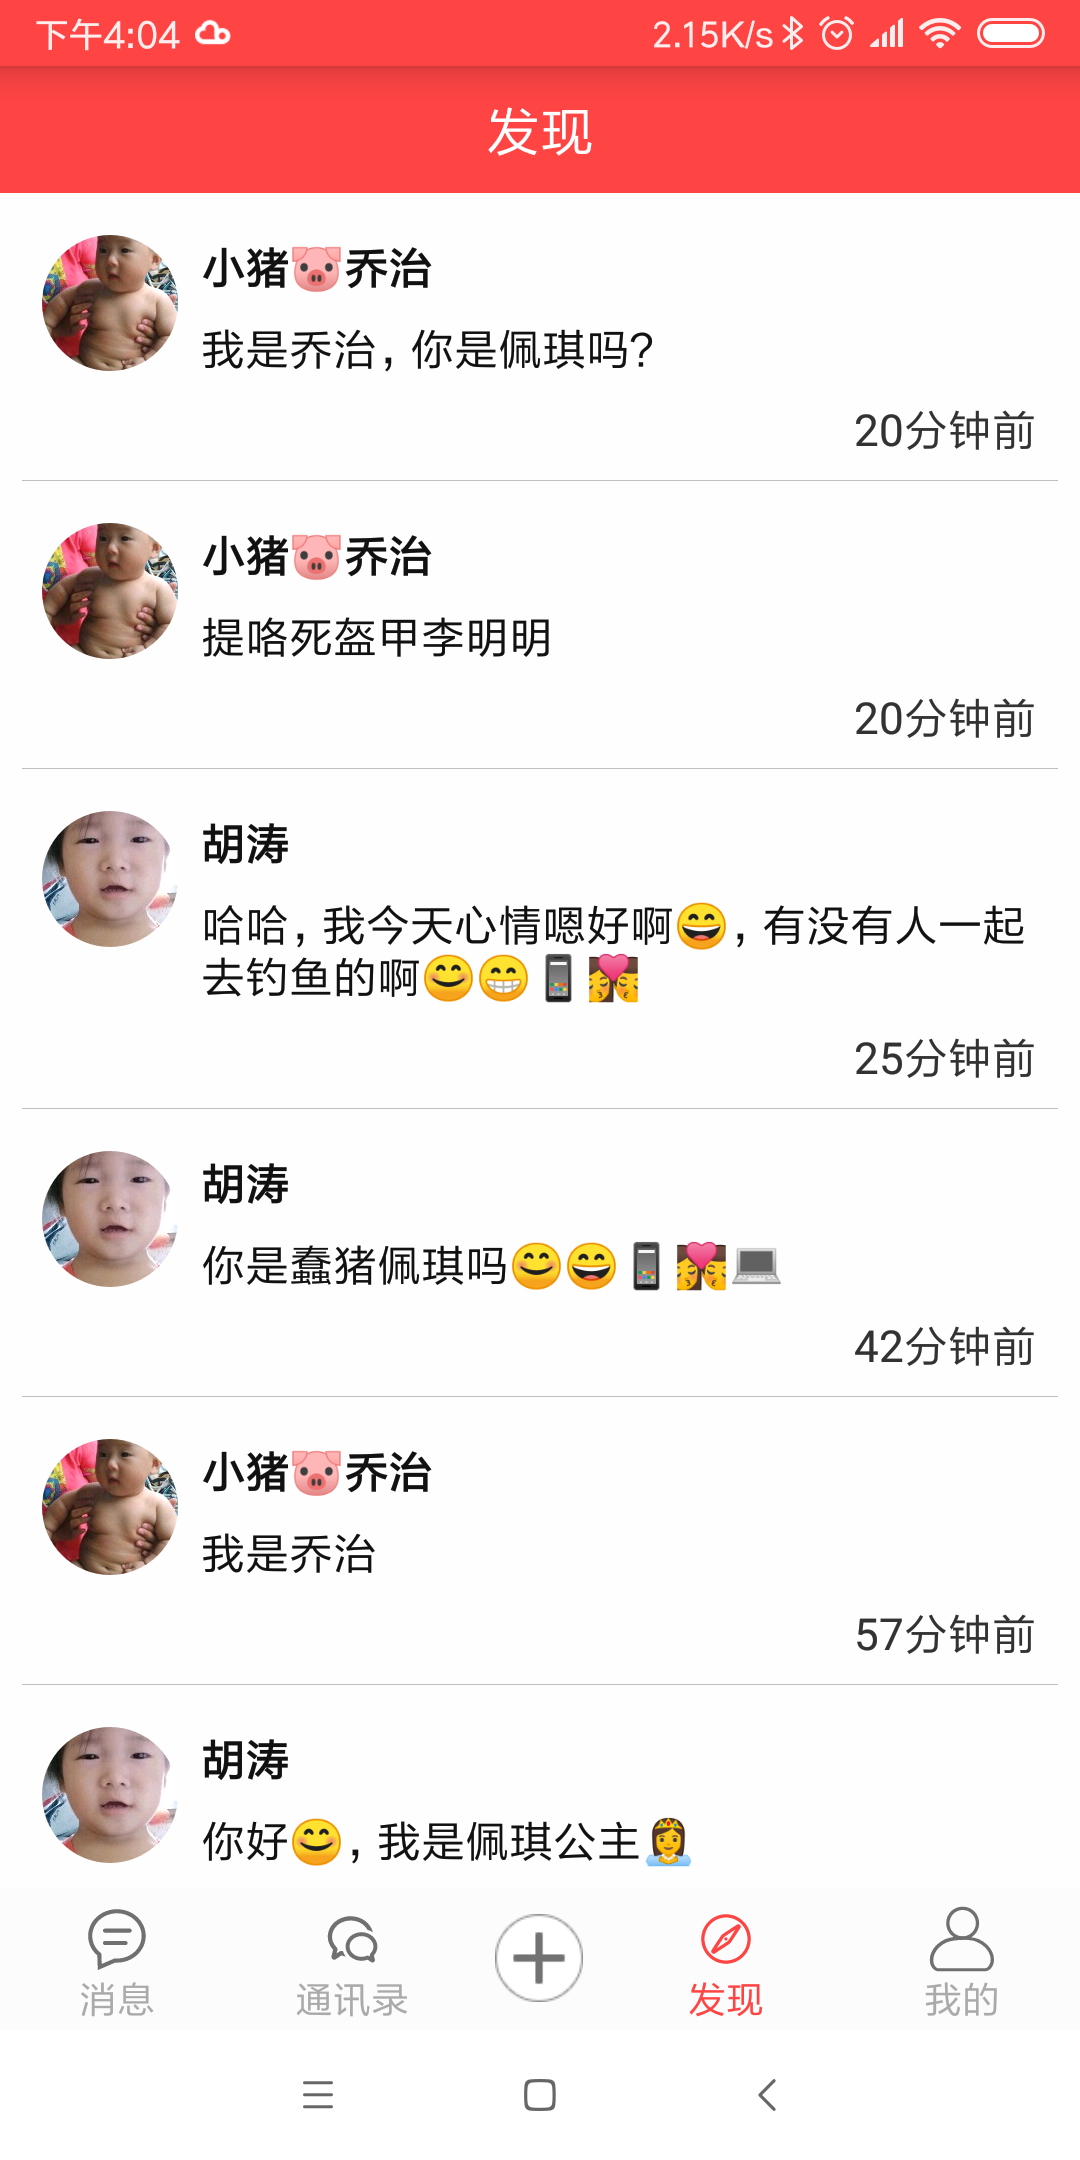 下午4:04 2.15K/s
发现
小猪🐷乔治
我是乔治，你是佩琪吗?
20分钟前
小猪🐷乔治
提咯死盔甲李明明
20分钟前
胡涛
哈哈，我今天心情嗯好啊😄，有没有人一起
去钓鱼的啊😊😁📱💏
25分钟前
胡涛
你是蠢猪佩琪吗😊😄📱💏💻
42分钟前
小猪🐷乔治
我是乔治
57分钟前
胡涛
你好😊，我是佩琪公主👸
消息 通讯录 发现 我的